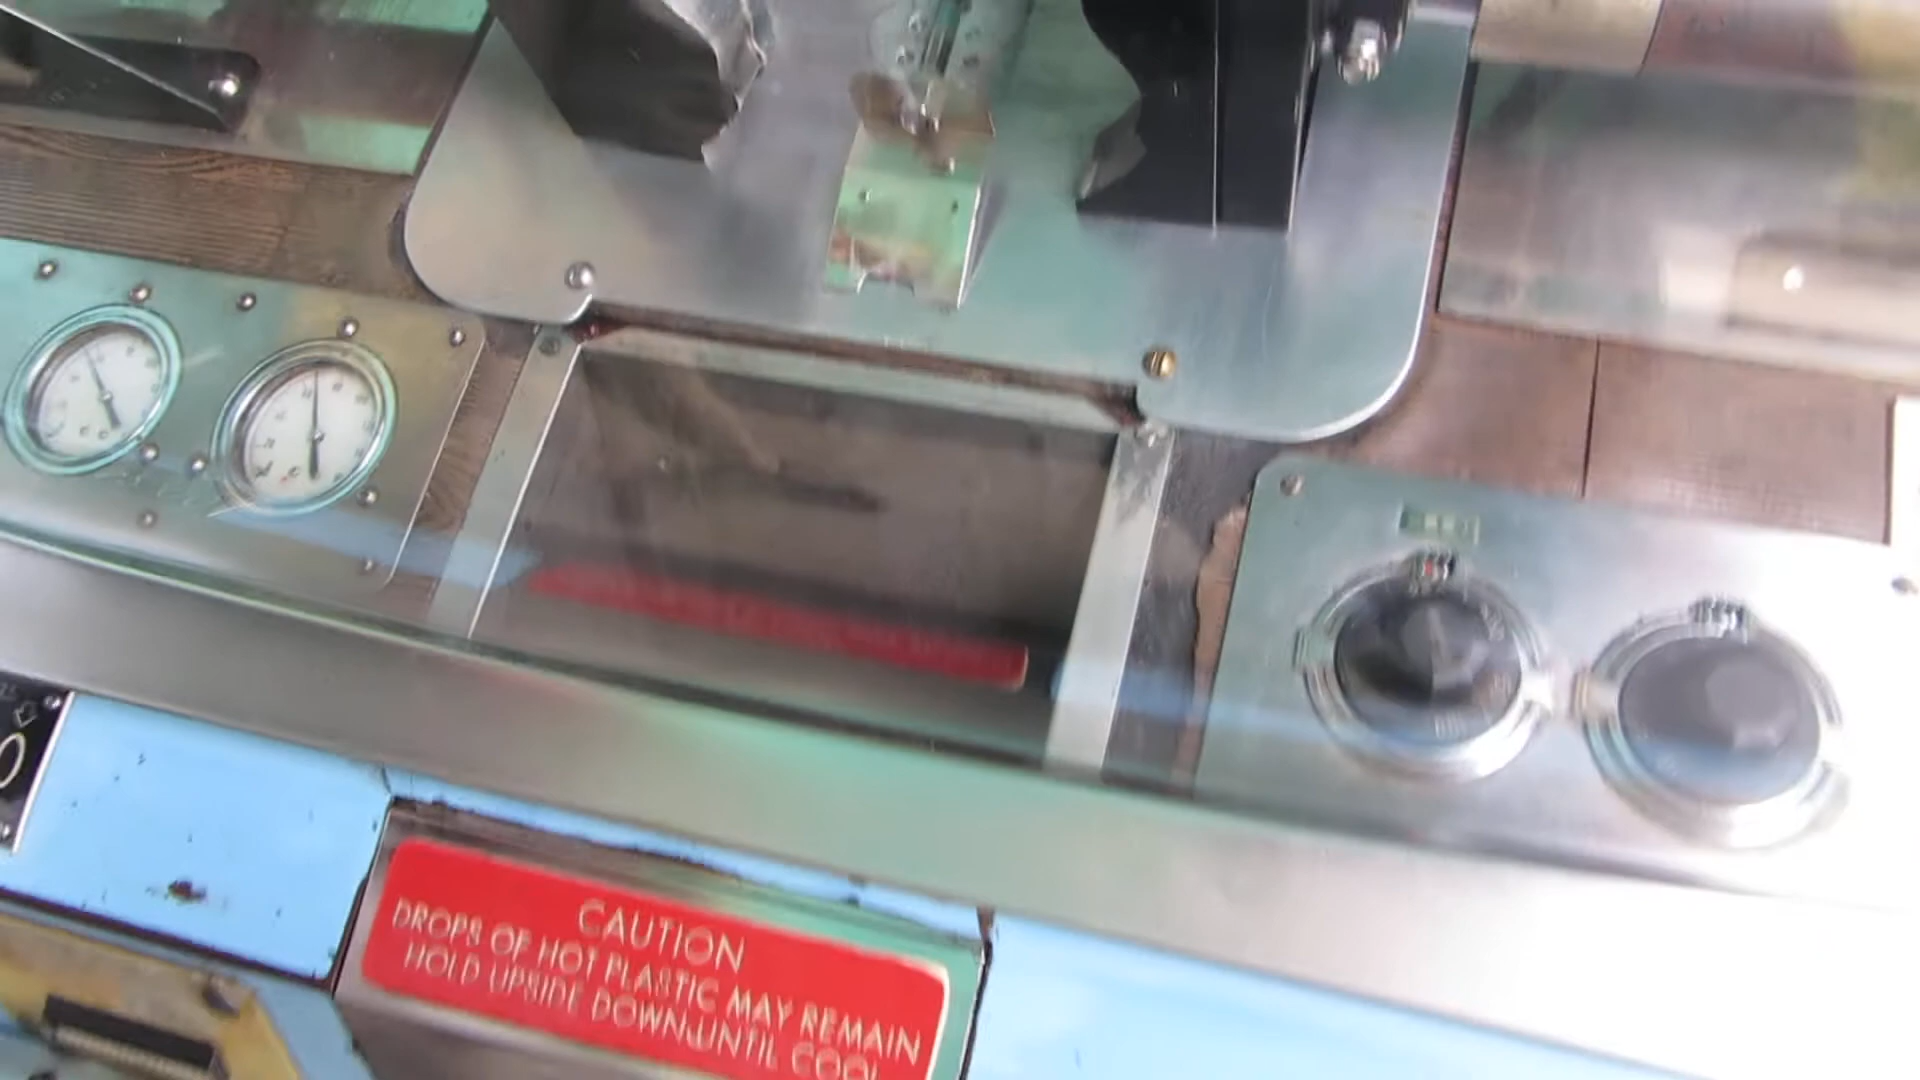 CAUTION
DROPS OF HOT PLASTIC MAY REMAIN
HOLD UPSIDE DOWN UNTIL COOL